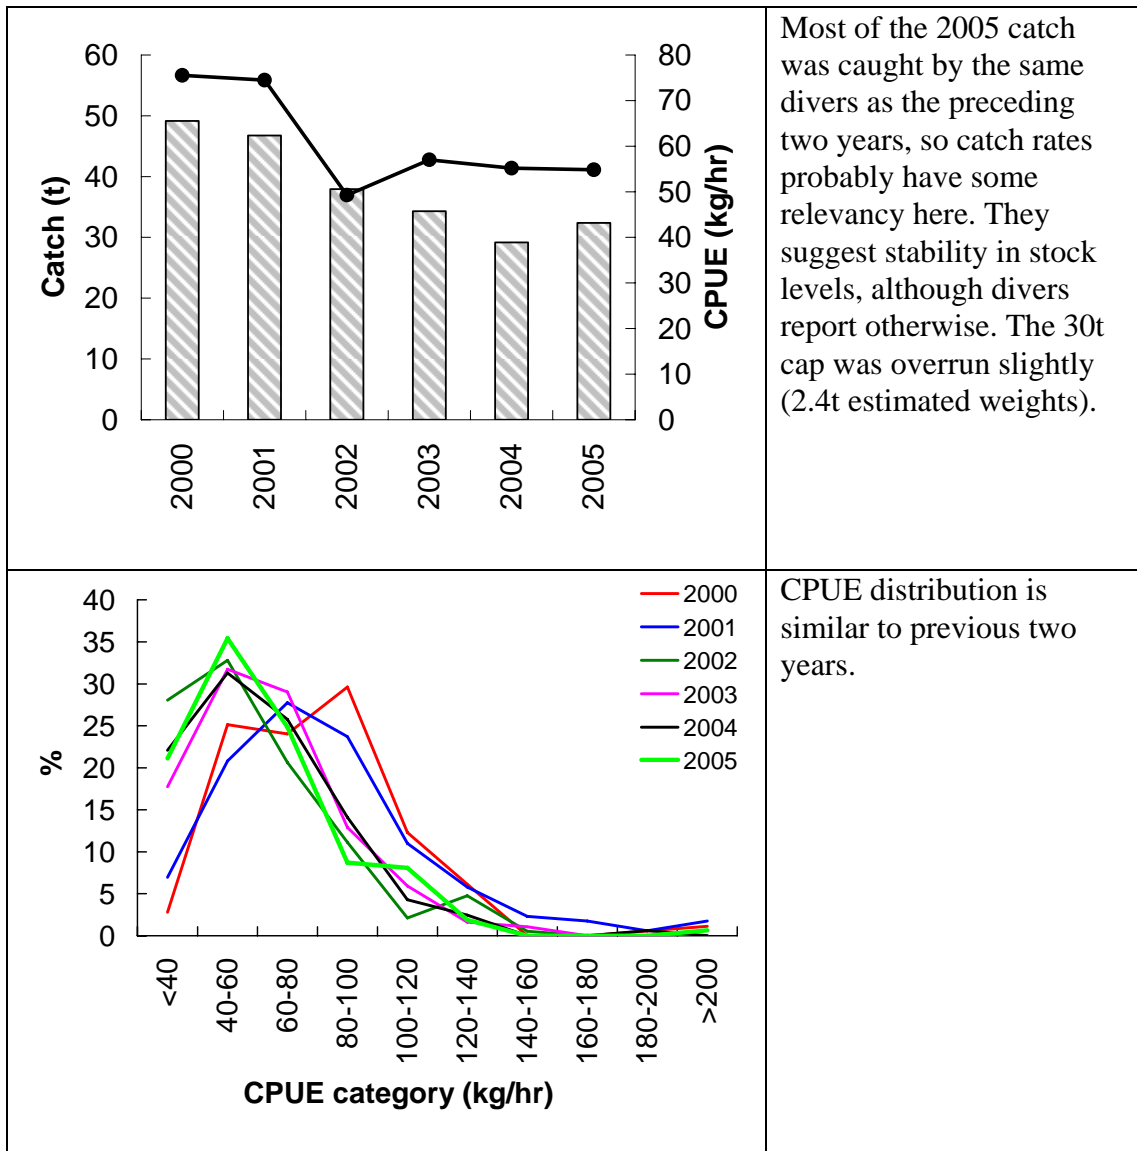 60
50
40
30
20
10
0
Catch (t)
80
70
60
50
40
30
20
10
0
CPUE (kg/hr)
2000
2001
2002
2003
2004
2005
Most of the 2005 catch
was caught by the same
divers as the preceding
two years, so catch rates
probably have some
relevancy here. They
suggest stability in stock
levels, although divers
report otherwise. The 30t
cap was overrun slightly
(2.4t estimated weights).
40
35
30
25
20
15
10
5
0
%
2000
2001
2002
2003
2004
2005
<40
40-60
60-80
80-100
100-120
120-140
140-160
160-180
180-200
>200
CPUE category (kg/hr)
CPUE distribution is
similar to previous two
years.